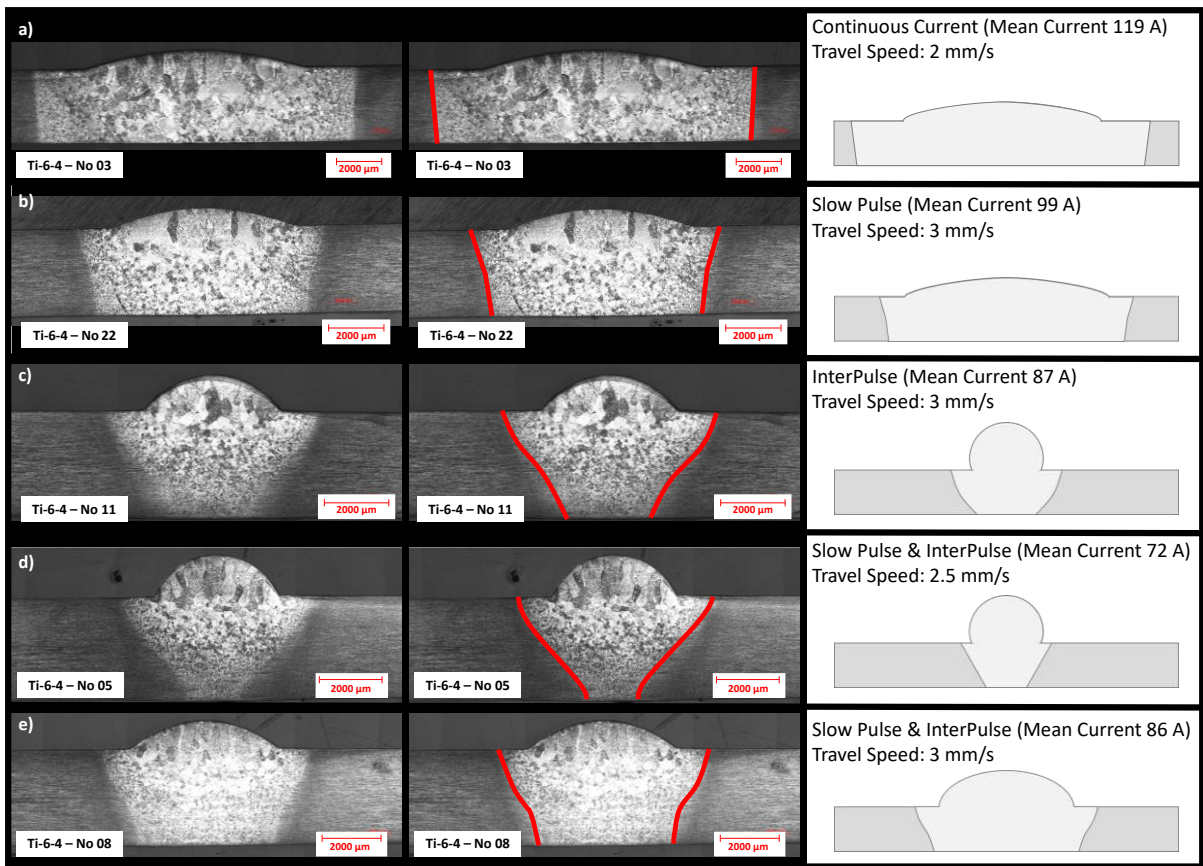 a)
Ti-6-4 – No 03
2000 µm
Ti-6-4 – No 03
2000 µm
Continuous Current (Mean Current 119 A)
Travel Speed: 2 mm/s
b)
Ti-6-4 – No 22
2000 µm
Ti-6-4 – No 22
2000 µm
Slow Pulse (Mean Current 99 A)
Travel Speed: 3 mm/s
c)
Ti-6-4 – No 11
2000 µm
Ti-6-4 – No 11
2000 µm
InterPulse (Mean Current 87 A)
Travel Speed: 3 mm/s
d)
Ti-6-4 – No 05
2000 µm
Ti-6-4 – No 05
2000 µm
Slow Pulse & InterPulse (Mean Current 72 A)
Travel Speed: 2.5 mm/s
e)
Ti-6-4 – No 08
2000 µm
Ti-6-4 – No 08
2000 µm
Slow Pulse & InterPulse (Mean Current 86 A)
Travel Speed: 3 mm/s